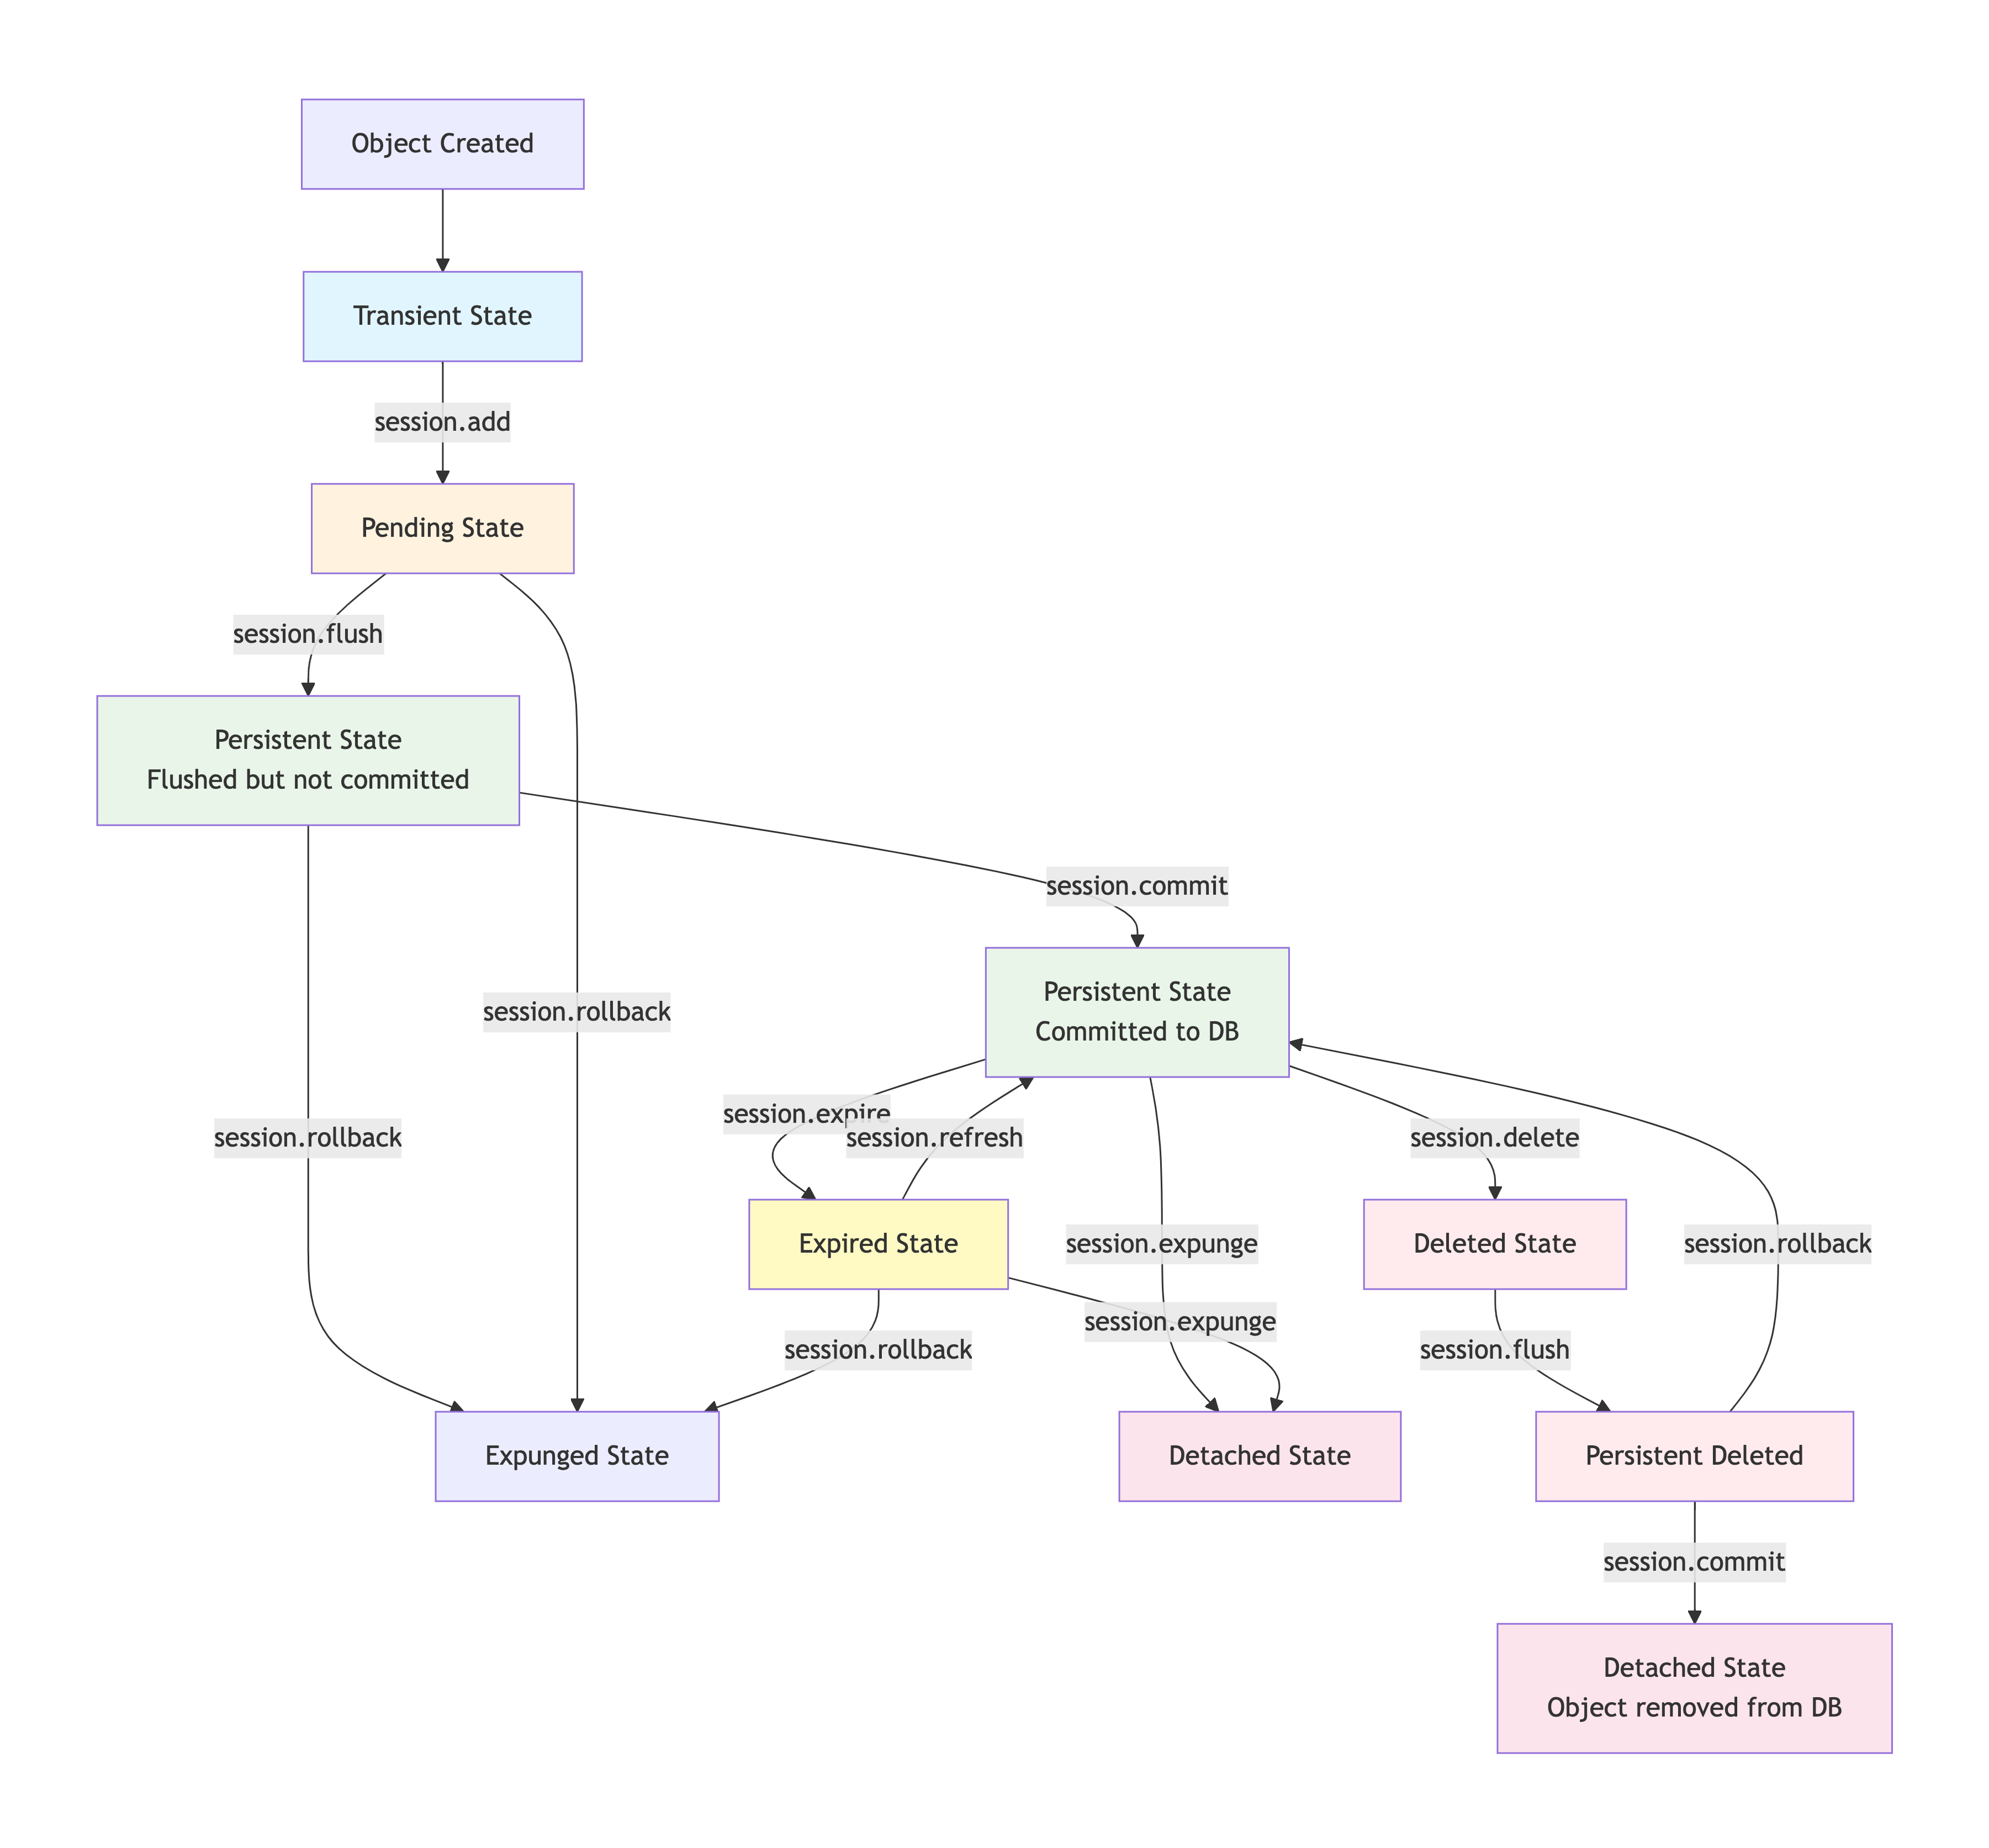 Object Created
Transient State
session.add
Pending State
session.flush
Persistent State
Flushed but not committed
session.commit
Persistent State
Committed to DB
session.rollback
session.rollback
session.expire
session.refresh
session.delete
Expired State
session.expunge
Deleted State
session.rollback
session.rollback
session.expunge
session.flush
Expunged State
Detached State
Persistent Deleted
session.commit
Detached State
Object removed from DB